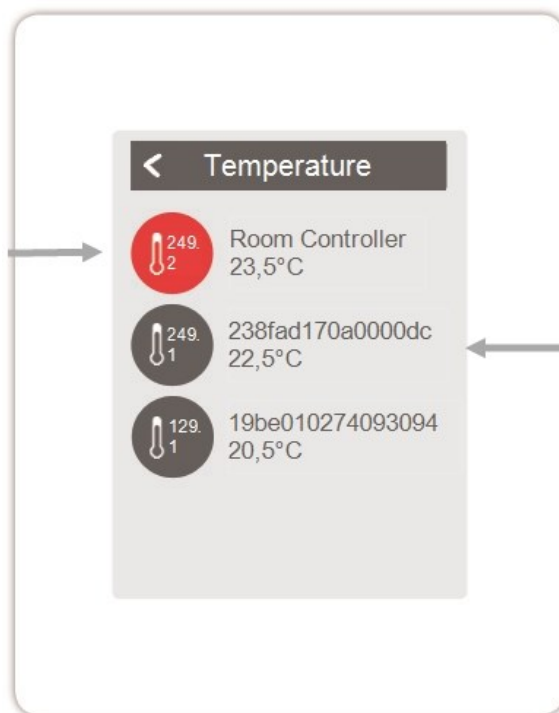 Temperature
249.
2
Room Controller
23,5°C
249.
1
238fad170a0000dc
22,5°C
129.
1
19be010274093094
20,5°C